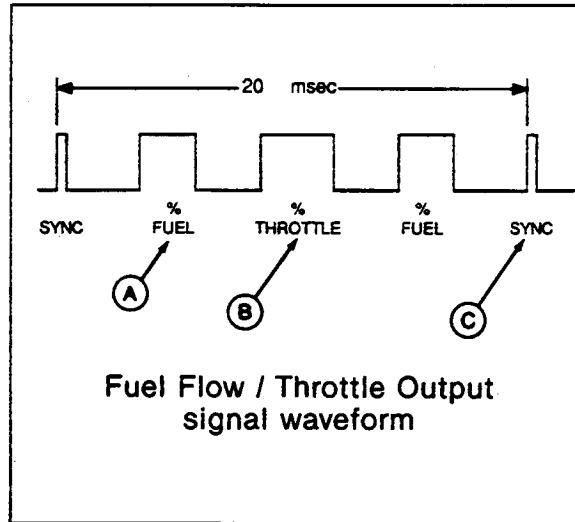 20 msec
% % %
SYNC FUEL THROTTLE FUEL SYNC
A B C
Fuel Flow / Throttle Output
signal waveform